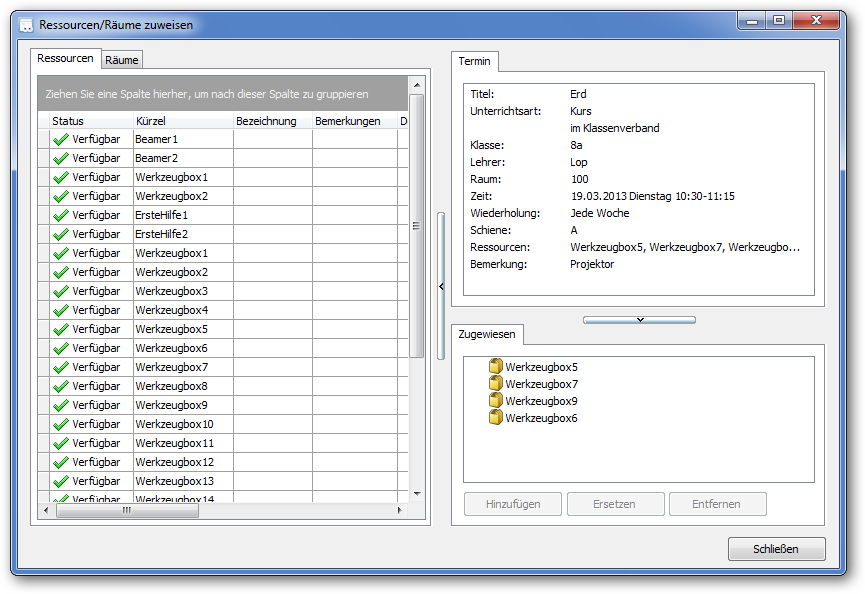 Ressourcen/Räume zuweisen
Ressourcen Räume
Ziehen Sie eine Spalte hierher, um nach dieser Spalte zu gruppieren
Status Kürzel Bezeichnung Bemerkungen D
Verfügbar Beamer1
Verfügbar Beamer2
Verfügbar Werkzeugbox1
Verfügbar Werkzeugbox2
Verfügbar ErsteHilfe1
Verfügbar ErsteHilfe2
Verfügbar Werkzeugbox1
Verfügbar Werkzeugbox2
Verfügbar Werkzeugbox3
Verfügbar Werkzeugbox4
Verfügbar Werkzeugbox5
Verfügbar Werkzeugbox6
Verfügbar Werkzeugbox7
Verfügbar Werkzeugbox8
Verfügbar Werkzeugbox9
Verfügbar Werkzeugbox10
Verfügbar Werkzeugbox11
Verfügbar Werkzeugbox12
Verfügbar Werkzeugbox13
Verfügbar Werkzeugbox14
Termin
Titel: Erd
Unterrichtsart: Kurs
im Klassenverband
Klasse: 8a
Lehrer: Lop
Raum: 100
Zeit: 19.03.2013 Dienstag 10:30-11:15
Wiederholung: Jede Woche
Schiene: A
Ressourcen: Werkzeugbox5, Werkzeugbox7, Werkzeugbo...
Bemerkung: Projektor
Zugewiesen
Werkzeugbox5
Werkzeugbox7
Werkzeugbox9
Werkzeugbox6
Hinzufügen Ersetzen Entfernen
Schließen